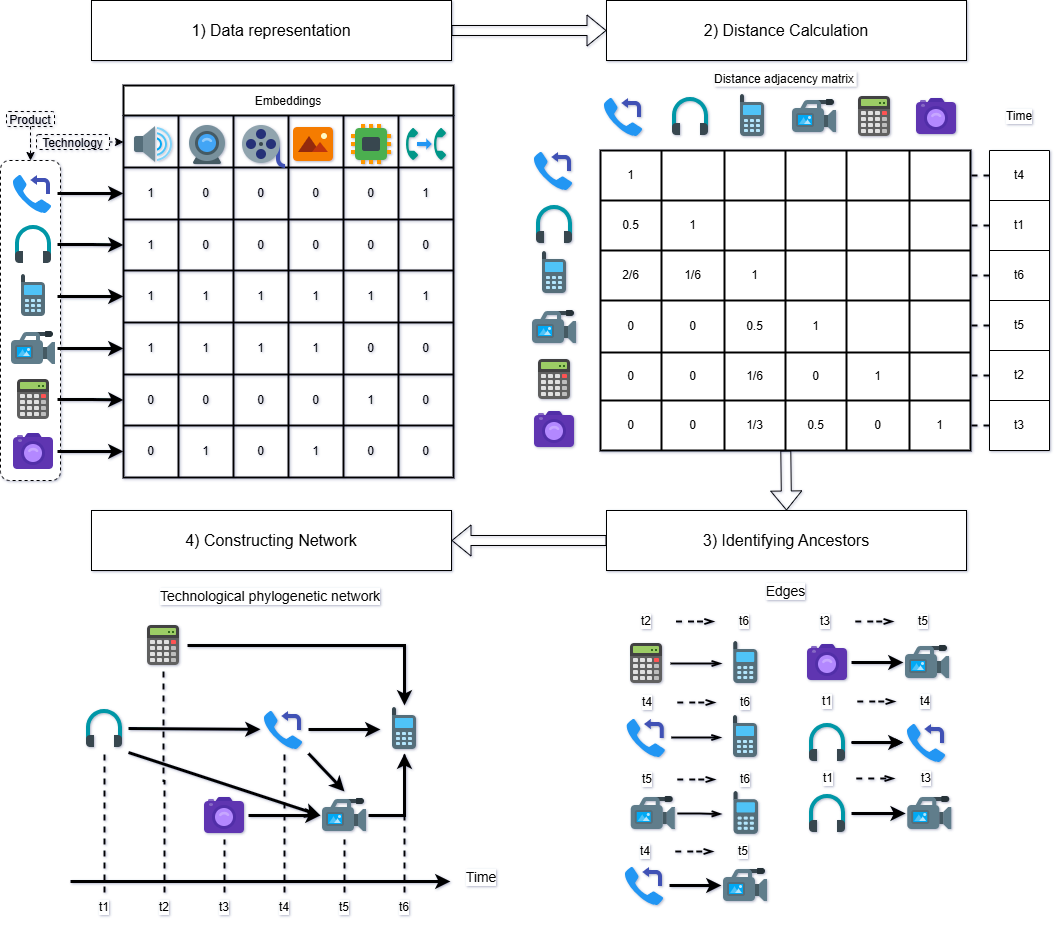 1) Data representation
2) Distance Calculation
Embeddings
Product
Technology
1 0 0 0 0 1
1 0 0 0 0 0
1 1 1 1 1 1
1 1 1 1 0 0
0 0 0 0 1 0
0 1 0 1 0 0
Distance adjacency matrix
Time
1 t4
0.5 1 t1
2/6 1/6 1 t6
0 0 0.5 1 t5
0 0 1/6 0 1 t2
0 0 1/3 0.5 0 1 t3
4) Constructing Network
3) Identifying Ancestors
Technological phylogenetic network
Time
t1 t2 t3 t4 t5 t6
Edges
t2 t6 t3 t5
t4 t6 t1 t4
t5 t6 t1 t3
t4 t5